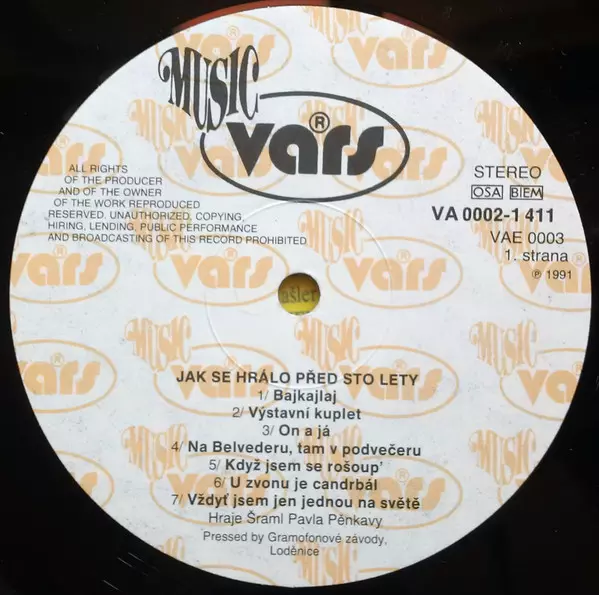 MUSIC
vars
®
ALL RIGHTS
OF THE PRODUCER
AND OF THE OWNER
OF THE WORK REPRODUCED
RESERVED. UNAUTHORIZED, COPYING,
HIRING, LENDING, PUBLIC PERFORMANCE
AND BROADCASTING OF THIS RECORD PROHIBITED
STEREO
OSA BIEM
VA 0002-1 411
VAE 0003
1. strana
℗ 1991
ašler
JAK SE HRÁLO PŘED STO LETY
1/ Bajkajlaj
2/ Výstavní kuplet
3/ On a já
4/ Na Belvederu, tam v podvečeru
5/ Když jsem se rošoup'
6/ U zvonu je candrbál
7/ Vždyť jsem jen jednou na světě
Hraje Šraml Pavla Pěnkavy
Pressed by Gramofonové závody,
Loděnice